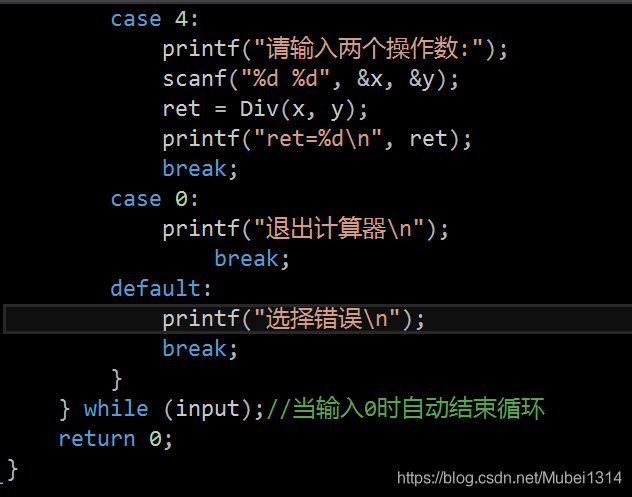 case 4:
printf("请输入两个操作数:");
scanf("%d %d", &x, &y);
ret = Div(x, y);
printf("ret=%d\n", ret);
break;
case 0:
printf("退出计算器\n");
break;
default:
printf("选择错误\n");
break;
}
} while (input);//当输入0时自动结束循环
return 0;
}
https://blog.csdn.net/Mubei1314